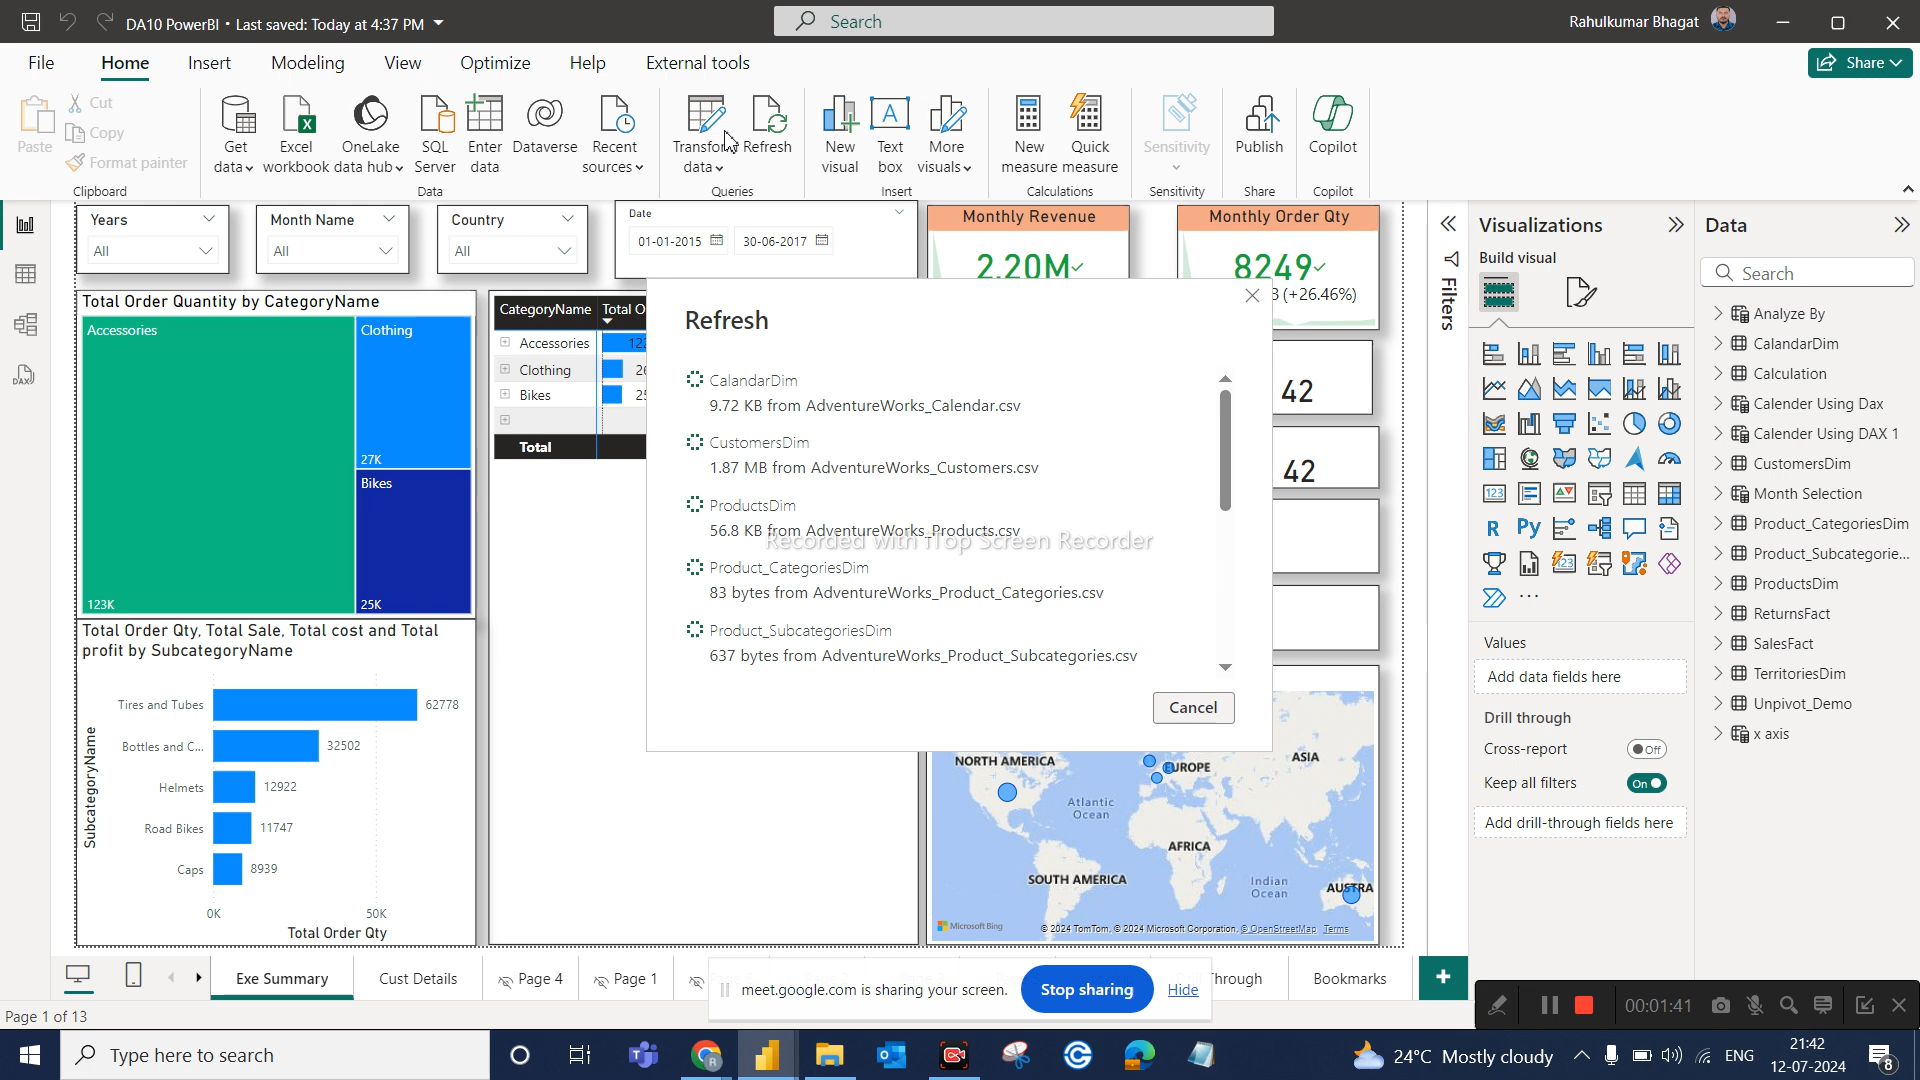 DA10 PowerBI • Last saved: Today at 4:37 PM
Search
Rahulkumar Bhagat
File
Home
Insert
Modeling
View
Optimize
Help
External tools
Share
Paste
Cut
Copy
Format painter
Clipboard
Get data
Excel workbook
OneLake data hub
SQL Server
Enter data
Dataverse
Recent sources
Data
Transform data
Refresh
Queries
New visual
Text box
More visuals
Insert
New measure
Quick measure
Calculations
Sensitivity
Sensitivity
Publish
Share
Copilot
Copilot
Years
All
Month Name
All
Country
All
Date
01-01-2015
30-06-2017
Monthly Revenue
2.20M
Monthly Order Qty
8249
3 (+26.46%)
42
42
Total Order Quantity by CategoryName
Accessories
123K
Clothing
27K
Bikes
25K
CategoryName
Total O
Accessories
122
Clothing
26
Bikes
25
Total
Total Order Qty, Total Sale, Total cost and Total
profit by SubcategoryName
SubcategoryName
Tires and Tubes
62778
Bottles and C...
32502
Helmets
12922
Road Bikes
11747
Caps
8939
0K
50K
Total Order Qty
Refresh
CalandarDim
9.72 KB from AdventureWorks_Calendar.csv
CustomersDim
1.87 MB from AdventureWorks_Customers.csv
ProductsDim
56.8 KB from AdventureWorks_Products.csv
Recorded with iTop Screen Recorder
Product_CategoriesDim
83 bytes from AdventureWorks_Product_Categories.csv
Product_SubcategoriesDim
637 bytes from AdventureWorks_Product_Subcategories.csv
Cancel
NORTH AMERICA
EUROPE
ASIA
Atlantic
Ocean
AFRICA
SOUTH AMERICA
Indian
Ocean
AUSTRA
Microsoft Bing
© 2024 TomTom, © 2024 Microsoft Corporation, © OpenStreetMap Terms
Filters
Visualizations
Build visual
R
Py
Values
Add data fields here
Drill through
Cross-report
Off
Keep all filters
On
Add drill-through fields here
Data
Search
Analyze By
CalandarDim
Calculation
Calender Using Dax
Calender Using DAX 1
CustomersDim
Month Selection
Product_CategoriesDim
Product_Subcategorie...
ProductsDim
ReturnsFact
SalesFact
TerritoriesDim
Unpivot_Demo
x axis
Exe Summary
Cust Details
Page 4
Page 1
hrough
Bookmarks
meet.google.com is sharing your screen.
Stop sharing
Hide
Page 1 of 13
00:01:41
Type here to search
24°C Mostly cloudy
ENG
21:42
12-07-2024
8